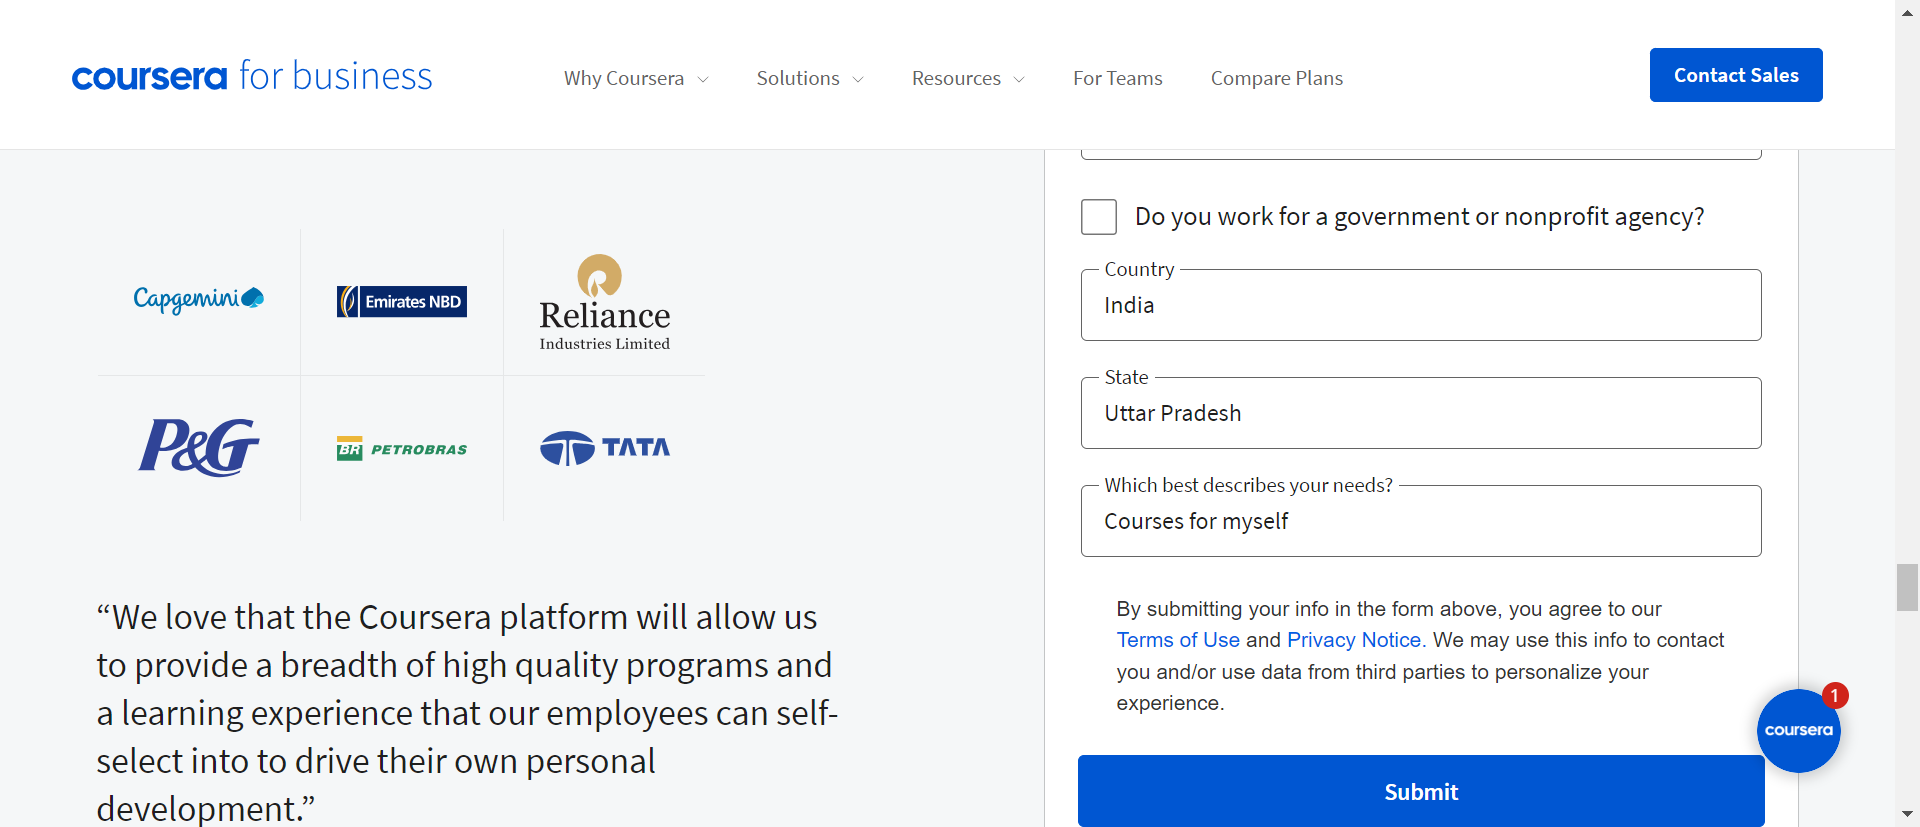 coursera for business
Why Coursera
Solutions
Resources
For Teams
Compare Plans
Contact Sales
Capgemini
Emirates NBD
Reliance
Industries Limited
P&G
BR PETROBRAS
TATA
“We love that the Coursera platform will allow us
to provide a breadth of high quality programs and
a learning experience that our employees can self-
select into to drive their own personal
development.”
Do you work for a government or nonprofit agency?
Country
India
State
Uttar Pradesh
Which best describes your needs?
Courses for myself
By submitting your info in the form above, you agree to our
Terms of Use and Privacy Notice. We may use this info to contact
you and/or use data from third parties to personalize your
experience.
1
coursera
Submit